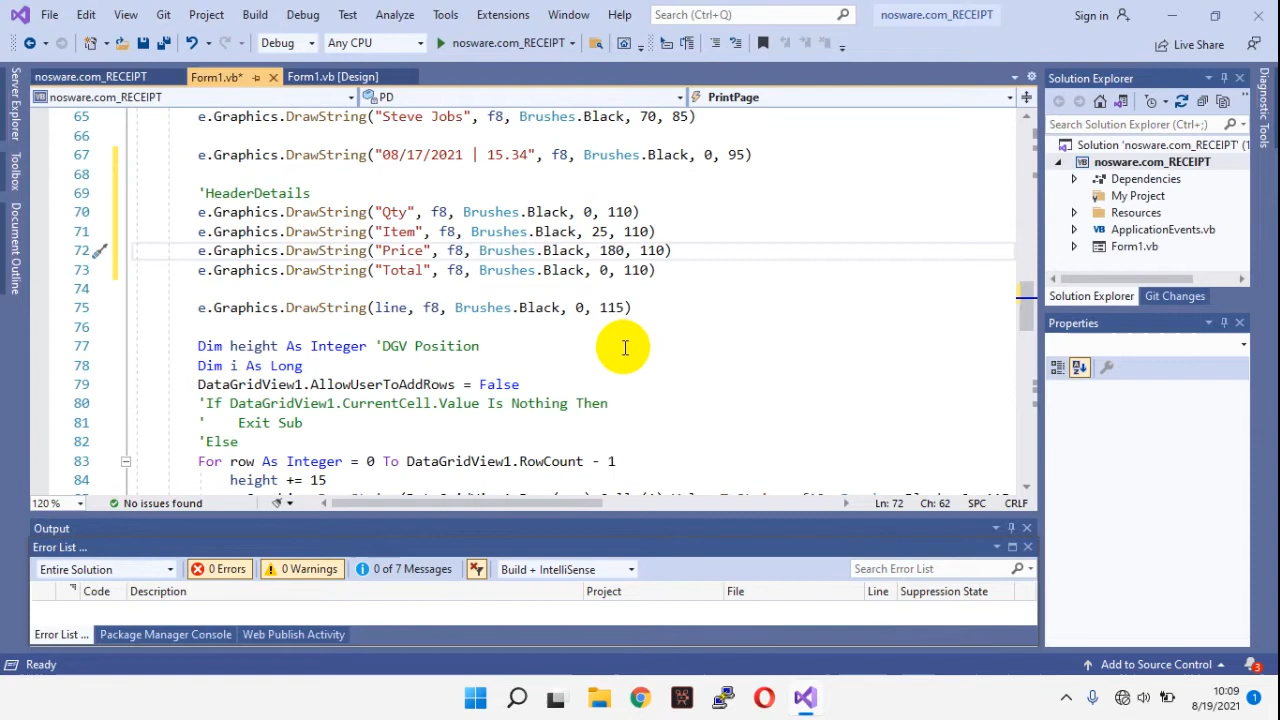 File Edit View Git Project Build Debug Test Analyze Tools Extensions Window Help Search (Ctrl+Q) nosware.com_RECEIPT Sign in
Debug Any CPU nosware.com_RECEIPT Live Share
Server Explorer
Toolbox
Document Outline
nosware.com_RECEIPT Form1.vb* Form1.vb [Design]
nosware.com_RECEIPT PD PrintPage
65 e.Graphics.DrawString("Steve Jobs", f8, Brushes.Black, 70, 85)
66
67 e.Graphics.DrawString("08/17/2021 | 15.34", f8, Brushes.Black, 0, 95)
68
69 'HeaderDetails
70 e.Graphics.DrawString("Qty", f8, Brushes.Black, 0, 110)
71 e.Graphics.DrawString("Item", f8, Brushes.Black, 25, 110)
72 e.Graphics.DrawString("Price", f8, Brushes.Black, 180, 110)
73 e.Graphics.DrawString("Total", f8, Brushes.Black, 0, 110)
74
75 e.Graphics.DrawString(line, f8, Brushes.Black, 0, 115)
76
77 Dim height As Integer 'DGV Position
78 Dim i As Long
79 DataGridView1.AllowUserToAddRows = False
80 'If DataGridView1.CurrentCell.Value Is Nothing Then
81 ' Exit Sub
82 'Else
83 For row As Integer = 0 To DataGridView1.RowCount - 1
84 height += 15
120 % No issues found Ln: 72 Ch: 62 SPC CRLF
Output
Error List ...
Entire Solution 0 Errors 0 Warnings 0 of 7 Messages Build + IntelliSense Search Error List
Code Description Project File Line Suppression State
Error List ... Package Manager Console Web Publish Activity
Solution Explorer
Search Solution Explorer (Ctrl+;)
Solution 'nosware.com_RECEIPT' (1
nosware.com_RECEIPT
Dependencies
My Project
Resources
ApplicationEvents.vb
Form1.vb
Solution Explorer Git Changes
Properties
Diagnostic Tools
Ready Add to Source Control 3
10:09
8/19/2021 1